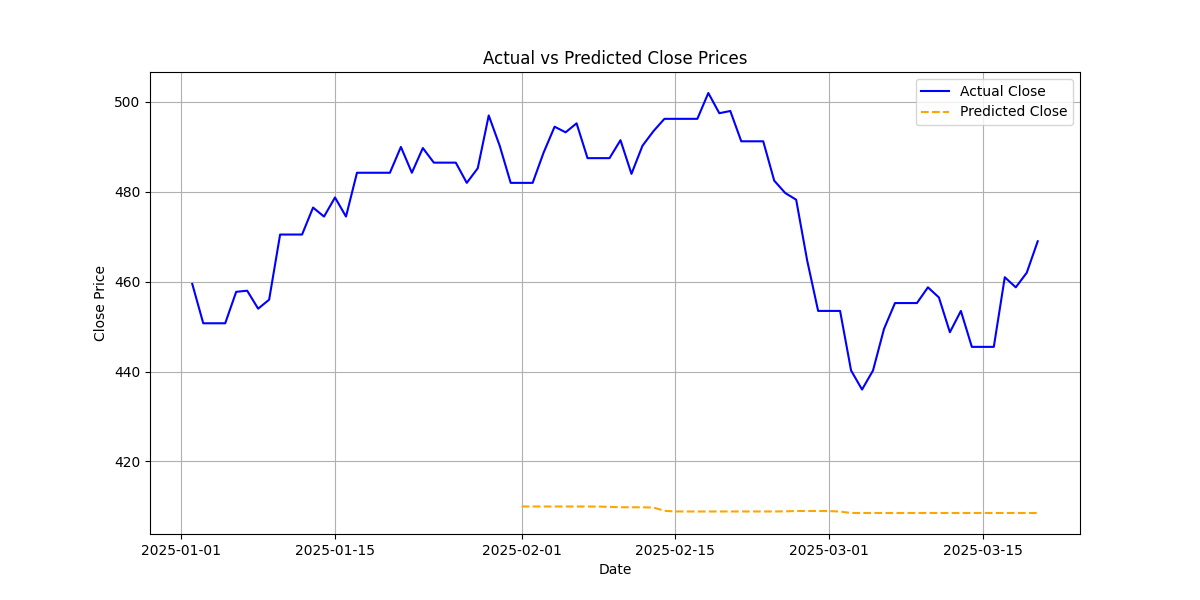 Actual vs Predicted Close Prices
Actual Close
Predicted Close
Close Price
500
480
460
440
420
2025-01-01
2025-01-15
2025-02-01
2025-02-15
2025-03-01
2025-03-15
Date